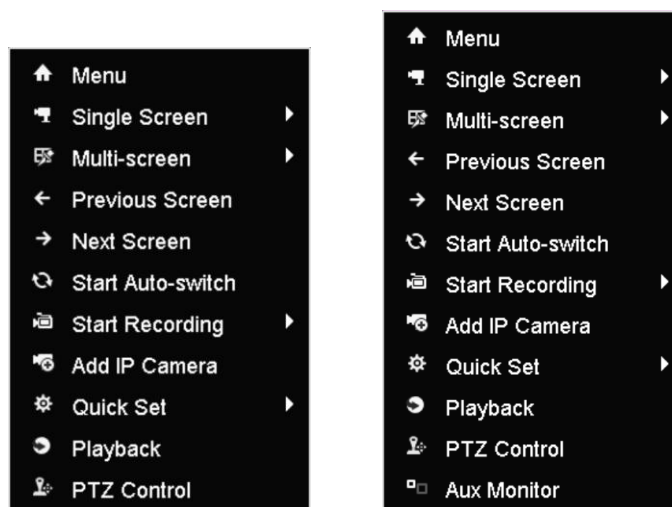 Menu
Single Screen
Multi-screen
Previous Screen
Next Screen
Start Auto-switch
Start Recording
Add IP Camera
Quick Set
Playback
PTZ Control
Menu
Single Screen
Multi-screen
Previous Screen
Next Screen
Start Auto-switch
Start Recording
Add IP Camera
Quick Set
Playback
PTZ Control
Aux Monitor